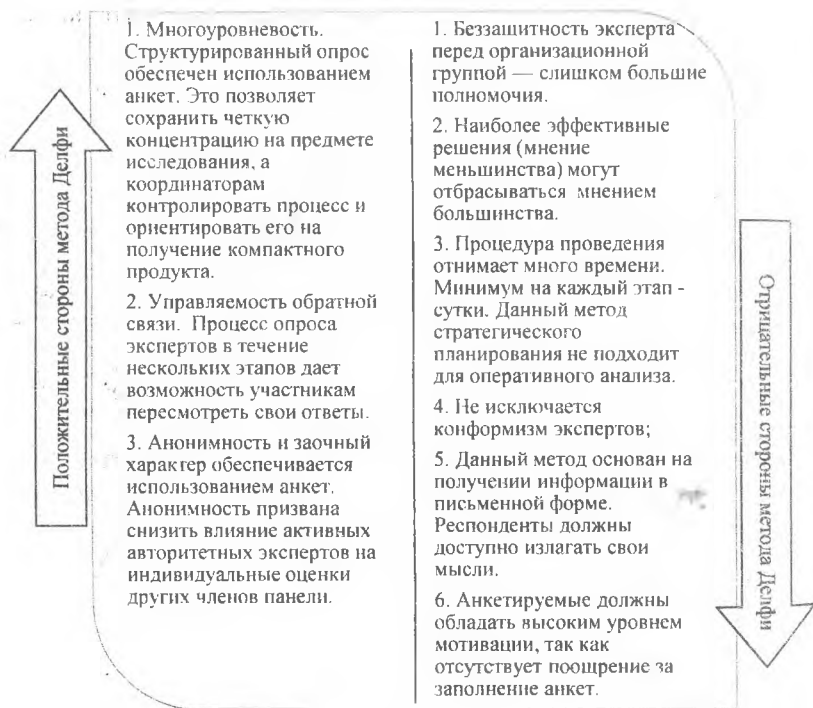 Положительные стороны метода Делфи
1. Многоуровневость.
Структурированный опрос
обеспечен использованием
анкет. Это позволяет
сохранить четкую
концентрацию на предмете
исследования, а
координаторам
контролировать процесс и
ориентировать его на
получение компактного
продукта.
2. Управляемость обратной
связи. Процесс опроса
экспертов в течение
нескольких этапов дает
возможность участникам
пересмотреть свои ответы.
3. Анонимность и заочный
характер обеспечивается
использованием анкет.
Анонимность призвана
снизить влияние активных
авторитетных экспертов на
индивидуальные оценки
других членов панели.
1. Беззащитность эксперта
перед организационной
группой — слишком большие
полномочия.
2. Наиболее эффективные
решения (мнение
меньшинства) могут
отбрасываться мнением
большинства.
3. Процедура проведения
отнимает много времени.
Минимум на каждый этап -
сутки. Данный метод
стратегического
планирования не подходит
для оперативного анализа.
4. Не исключается
конформизм экспертов;
5. Данный метод основан на
получении информации в
письменной форме.
Респонденты должны
доступно излагать свои
мысли.
6. Анкетируемые должны
обладать высоким уровнем
мотивации, так как
отсутствует поощрение за
заполнение анкет.
Отрицательные стороны метода Делфи